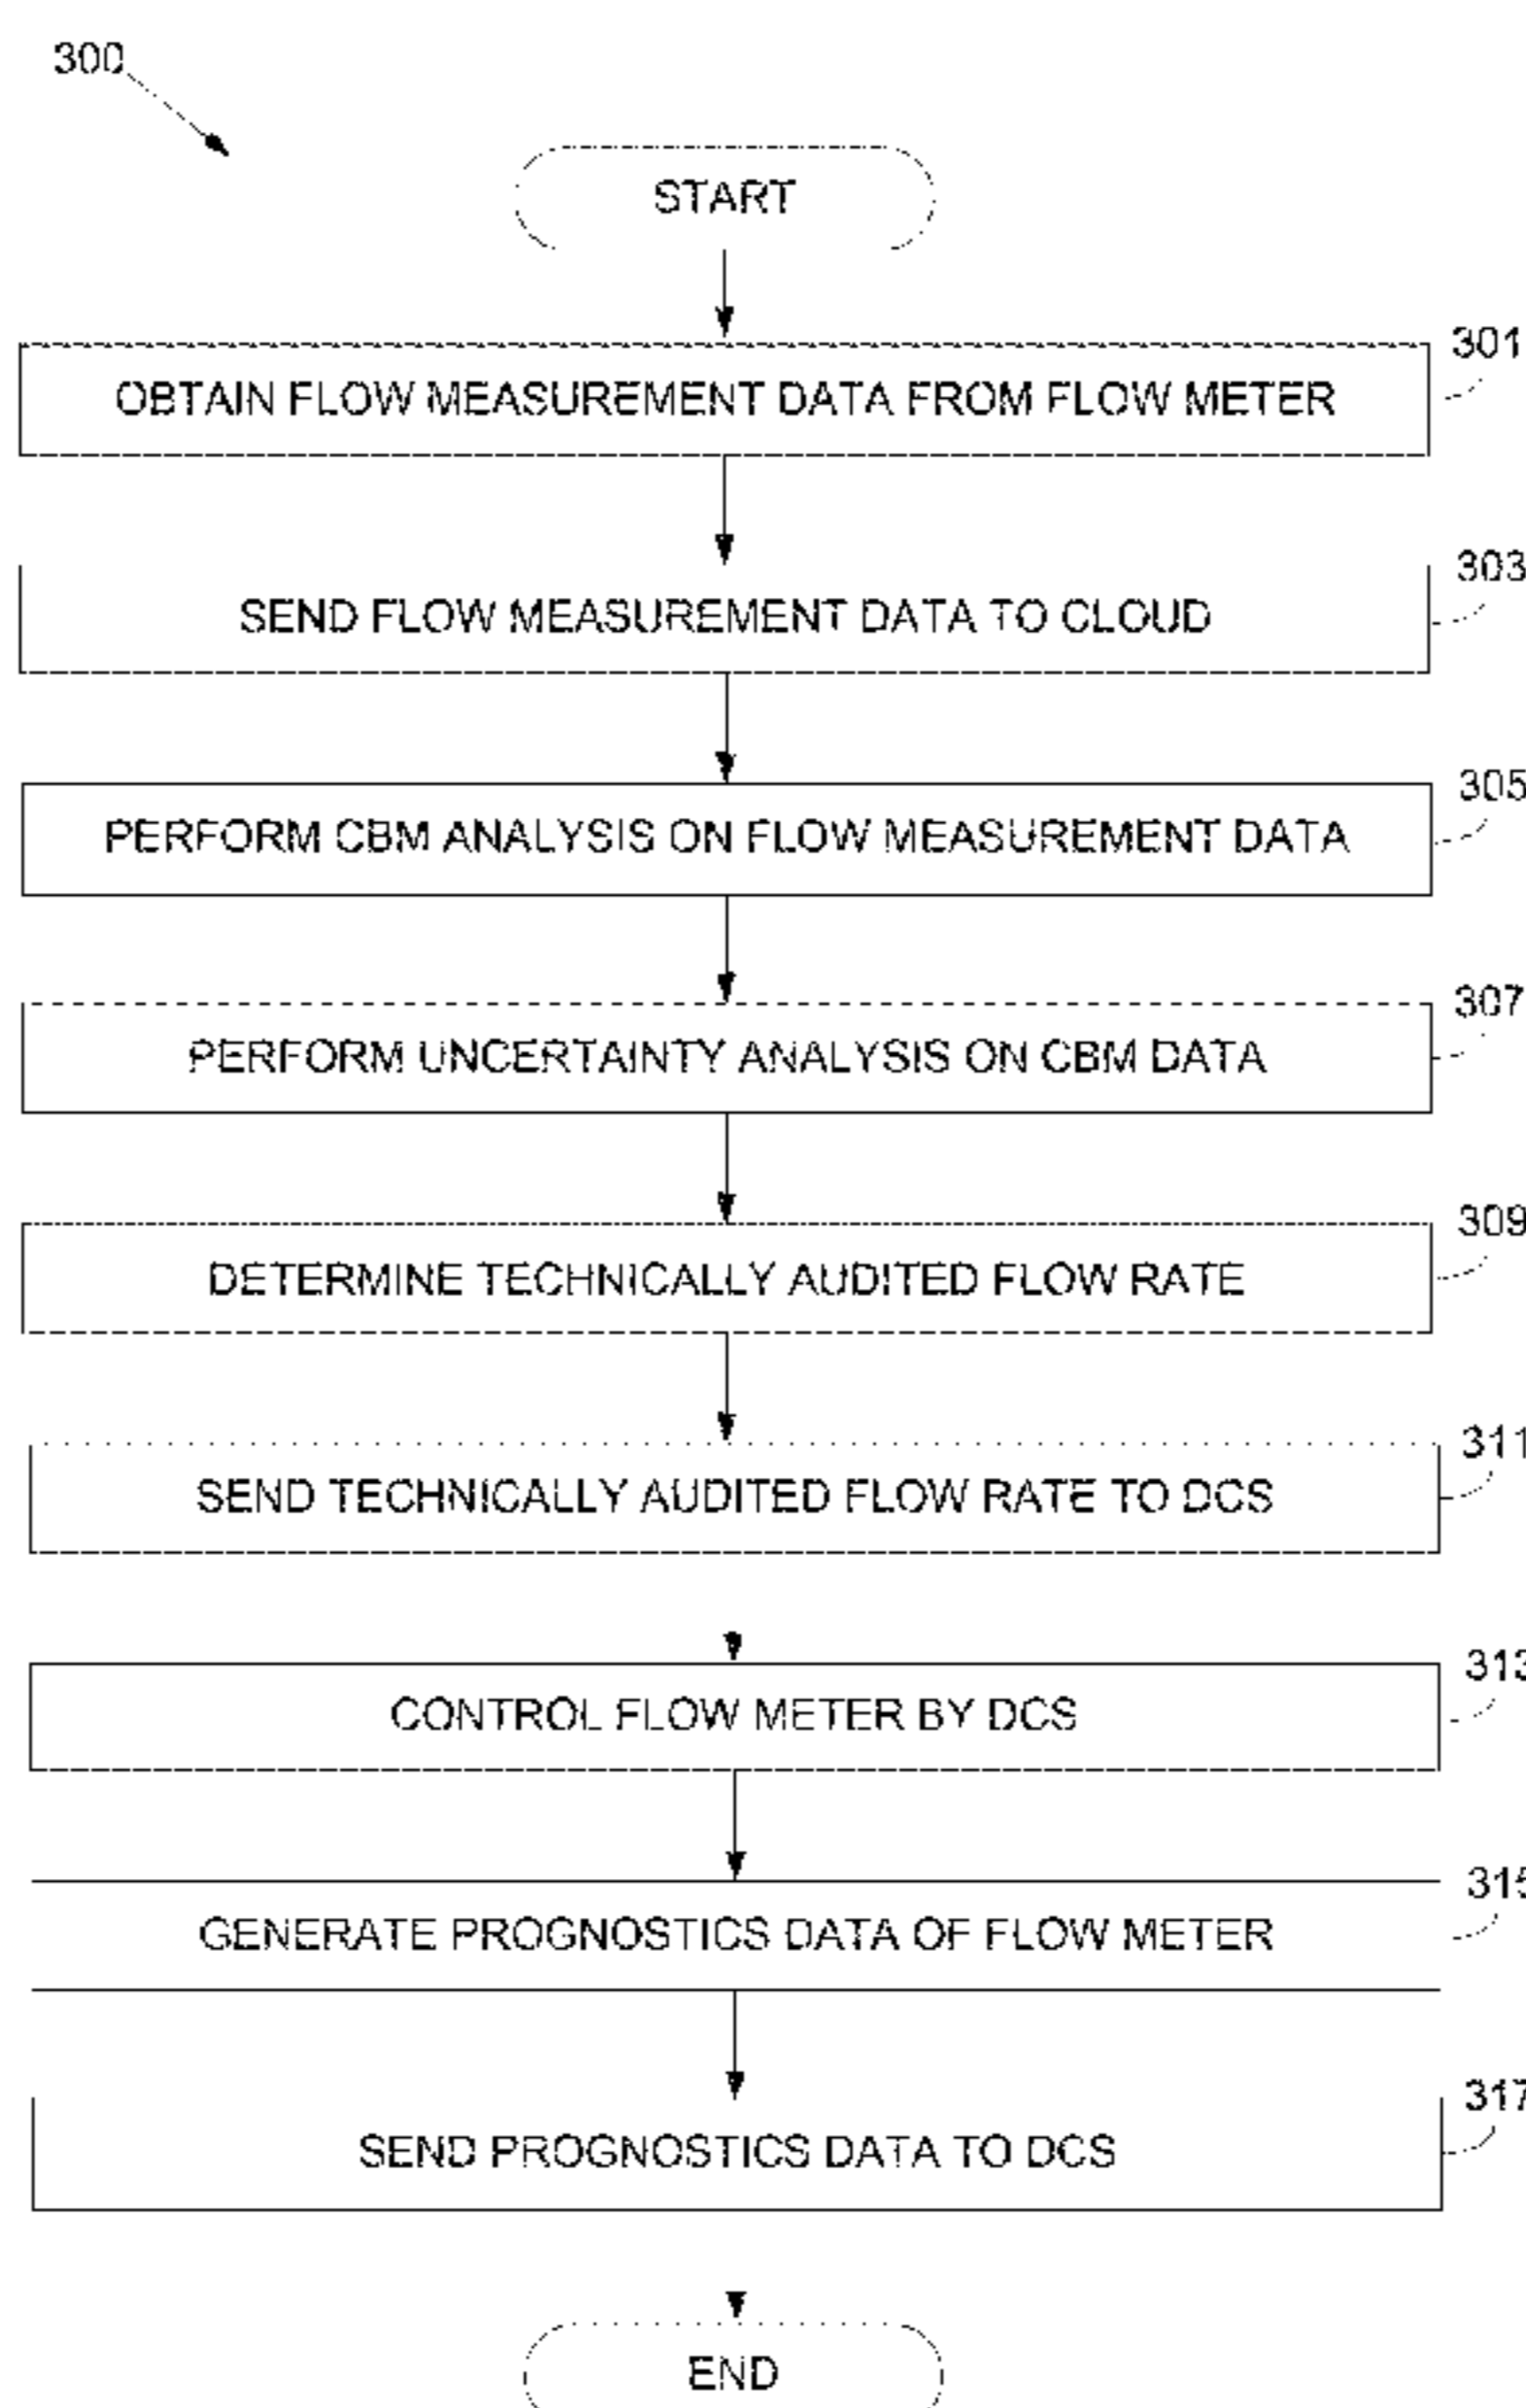 300
START
301
OBTAIN FLOW MEASUREMENT DATA FROM FLOW METER
303
SEND FLOW MEASUREMENT DATA TO CLOUD
305
PERFORM CBM ANALYSIS ON FLOW MEASUREMENT DATA
307
PERFORM UNCERTAINTY ANALYSIS ON CBM DATA
309
DETERMINE TECHNICALLY AUDITED FLOW RATE
311
SEND TECHNICALLY AUDITED FLOW RATE TO DCS
313
CONTROL FLOW METER BY DCS
315
GENERATE PROGNOSTICS DATA OF FLOW METER
317
SEND PROGNOSTICS DATA TO DCS
END